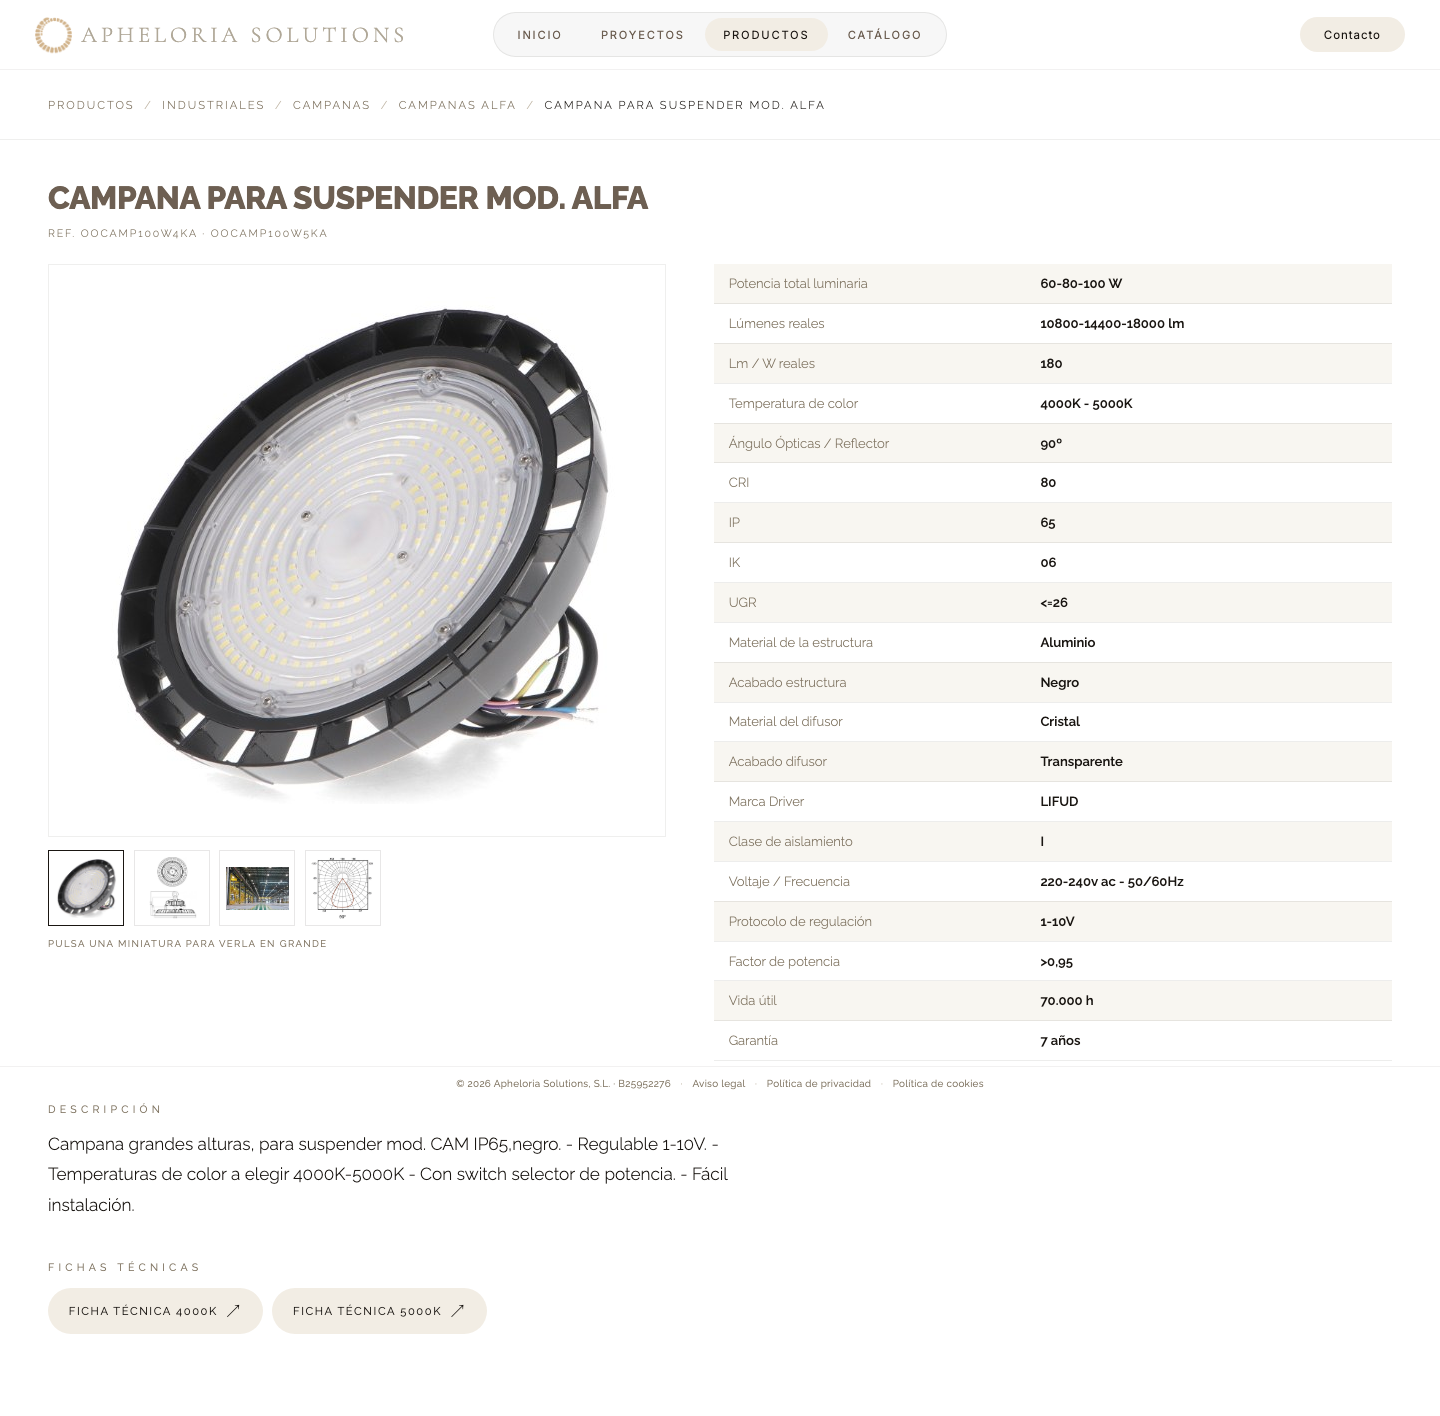 APHELORIA SOLUTIONS
INICIO
PROYECTOS
PRODUCTOS
CATÁLOGO
Contacto
PRODUCTOS / INDUSTRIALES / CAMPANAS / CAMPANAS ALFA / CAMPANA PARA SUSPENDER MOD. ALFA
CAMPANA PARA SUSPENDER MOD. ALFA
REF. OOCAMP100W4KA · OOCAMP100W5KA
Potencia total luminaria 60-80-100 W
Lúmenes reales 10800-14400-18000 lm
Lm / W reales 180
Temperatura de color 4000K - 5000K
Ángulo Ópticas / Reflector 90º
CRI 80
IP 65
IK 06
UGR <=26
Material de la estructura Aluminio
Acabado estructura Negro
Material del difusor Cristal
Acabado difusor Transparente
Marca Driver LIFUD
Clase de aislamiento I
Voltaje / Frecuencia 220-240v ac - 50/60Hz
Protocolo de regulación 1-10V
Factor de potencia >0,95
Vida útil 70.000 h
Garantía 7 años
PULSA UNA MINIATURA PARA VERLA EN GRANDE
© 2026 Apheloria Solutions, S.L. · B25952276 · Aviso legal · Política de privacidad · Política de cookies
DESCRIPCIÓN
Campana grandes alturas, para suspender mod. CAM IP65,negro. - Regulable 1-10V. -
Temperaturas de color a elegir 4000K-5000K - Con switch selector de potencia. - Fácil
instalación.
FICHAS TÉCNICAS
FICHA TÉCNICA 4000K ↗
FICHA TÉCNICA 5000K ↗